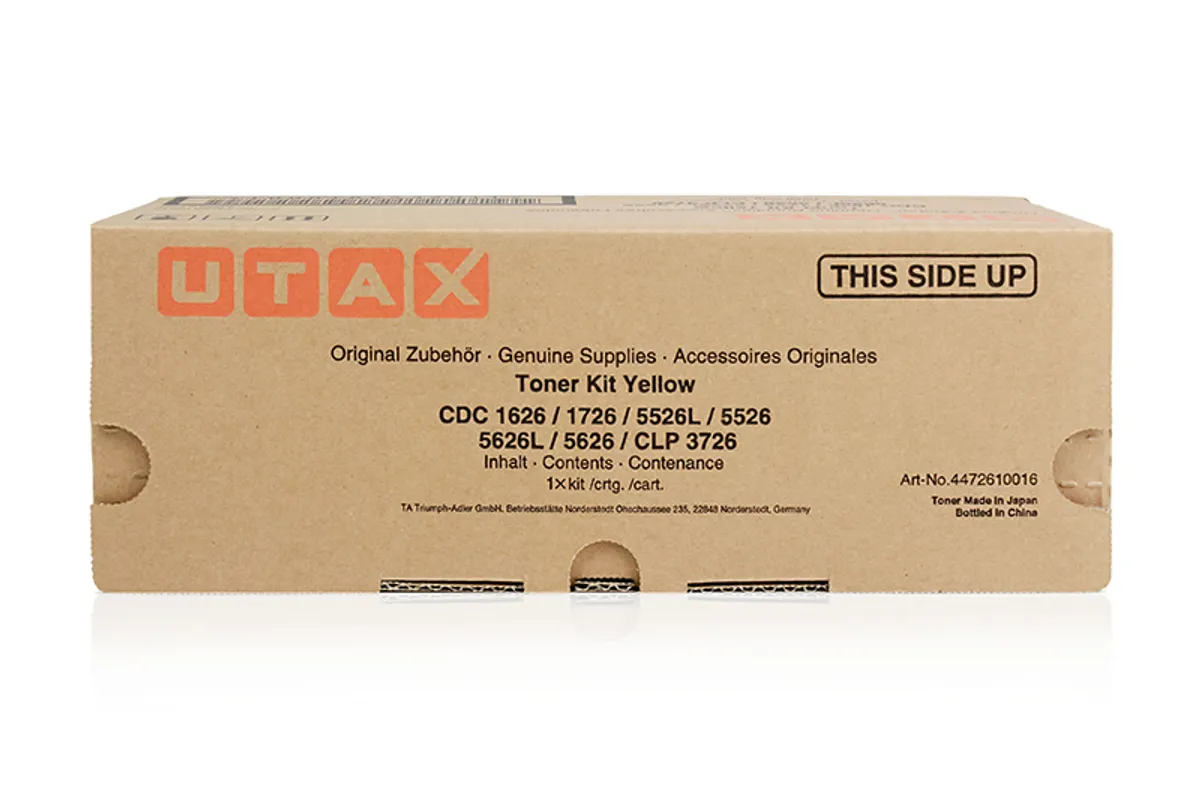 UTAX
THIS SIDE UP
Original Zubehör · Genuine Supplies · Accessoires Originales
Toner Kit Yellow
CDC 1626 / 1726 / 5526L / 5526
5626L / 5626 / CLP 3726
Inhalt · Contents · Contenance
1×kit /crtg. /cart.
Art-No.4472610016
Toner Made in Japan
Bottled in China
TA Triumph-Adler GmbH. Betriebsstätte Norderstedt Ohechaussee 235, 22848 Norderstedt, Germany